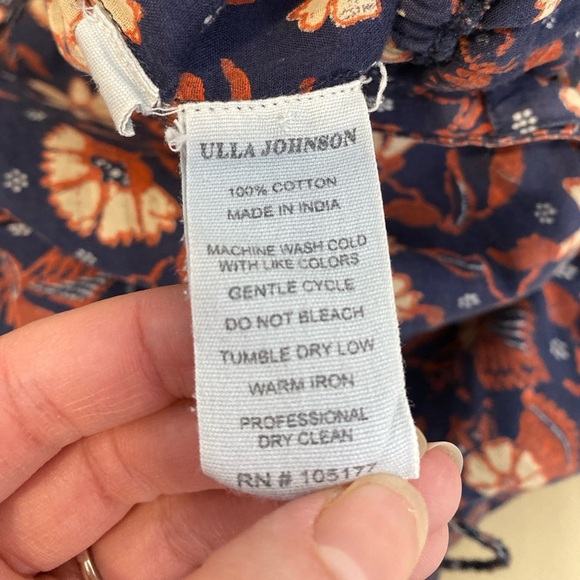 ULLA JOHNSON
100% COTTON
MADE IN INDIA
MACHINE WASH COLD
WITH LIKE COLORS
GENTLE CYCLE
DO NOT BLEACH
TUMBLE DRY LOW
WARM IRON
PROFESSIONAL
DRY CLEAN
RN # 105177